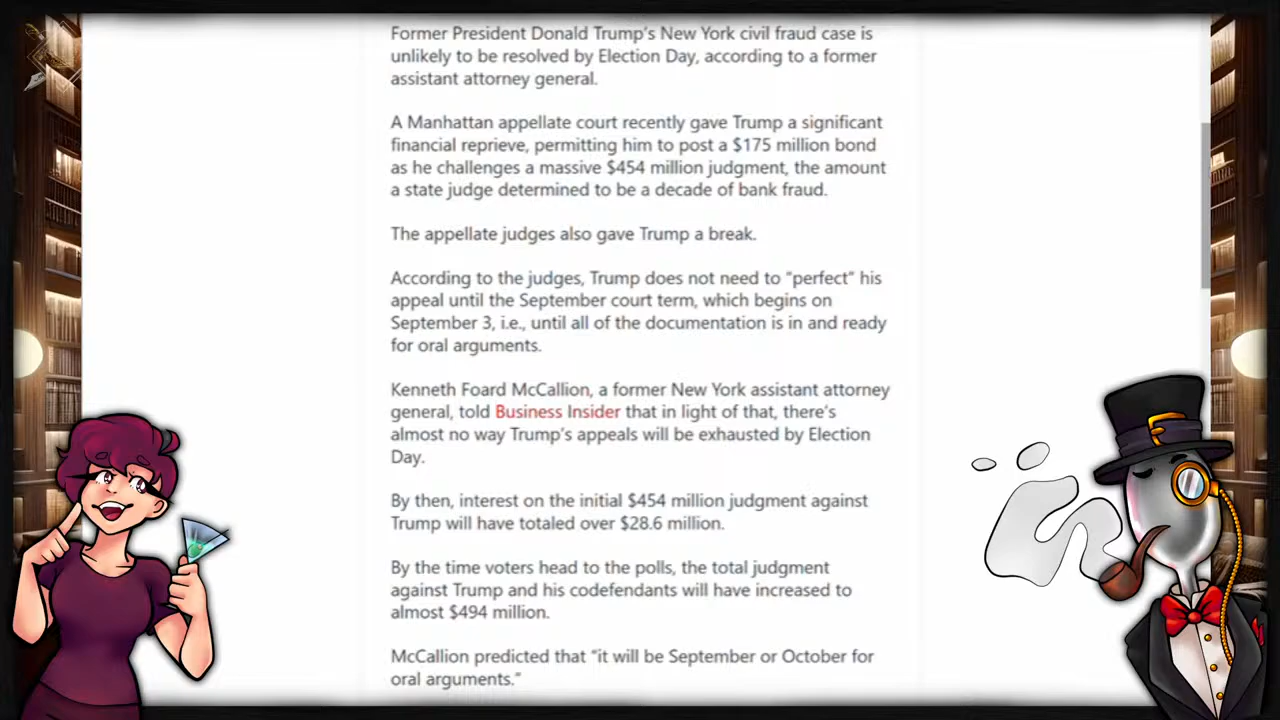 Former President Donald Trump's New York civil fraud case is
unlikely to be resolved by Election Day, according to a former
assistant attorney general.
A Manhattan appellate court recently gave Trump a significant
financial reprieve, permitting him to post a $175 million bond
as he challenges a massive $454 million judgment, the amount
a state judge determined to be a decade of bank fraud.
The appellate judges also gave Trump a break.
According to the judges, Trump does not need to "perfect" his
appeal until the September court term, which begins on
September 3, i.e., until all of the documentation is in and ready
for oral arguments.
Kenneth Foard McCallion, a former New York assistant attorney
general, told Business Insider that in light of that, there's
almost no way Trump's appeals will be exhausted by Election
Day.
By then, interest on the initial $454 million judgment against
Trump will have totaled over $28.6 million.
By the time voters head to the polls, the total judgment
against Trump and his codefendants will have increased to
almost $494 million.
McCallion predicted that "it will be September or October for
oral arguments."